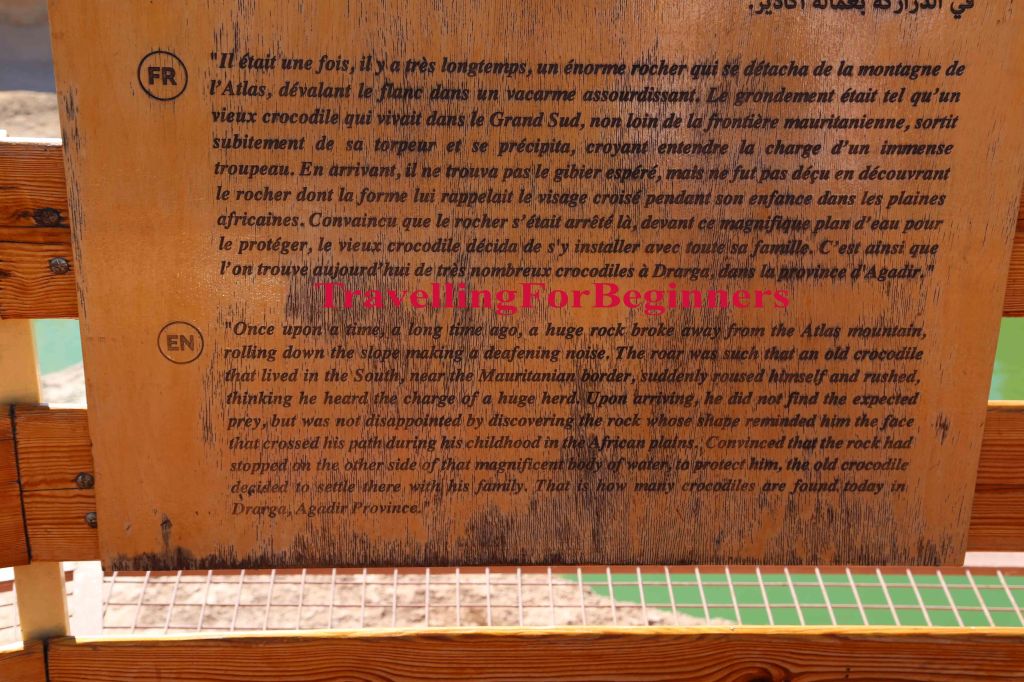 في الدراركة بعمالة أكادير.
FR
"Il était une fois, il y a très longtemps, un énorme rocher qui se détacha de la montagne de
l'Atlas, dévalant le flanc dans un vacarme assourdissant. Le grondement était tel qu'un
vieux crocodile qui vivait dans le Grand Sud, non loin de la frontière mauritanienne, sortit
subitement de sa torpeur et se précipita, croyant entendre la charge d'un immense
troupeau. En arrivant, il ne trouva pas le gibier espéré, mais ne fut pas déçu en découvrant
le rocher dont la forme lui rappelait le visage croisé pendant son enfance dans les plaines
africaines. Convaincu que le rocher s'était arrêté là, devant ce magnifique plan d'eau pour
le protéger, le vieux crocodile décida de s'y installer avec toute sa famille. C'est ainsi que
l'on trouve aujourd'hui de très nombreux crocodiles à Drarga, dans la province d'Agadir."
TravellingForBeginners
EN
"Once upon a time, a long time ago, a huge rock broke away from the Atlas mountain,
rolling down the slope making a deafening noise. The roar was such that an old crocodile
that lived in the South, near the Mauritanian border, suddenly roused himself and rushed,
thinking he heard the charge of a huge herd. Upon arriving, he did not find the expected
prey, but was not disappointed by discovering the rock whose shape reminded him the face
that crossed his path during his childhood in the African plains. Convinced that the rock had
stopped on the other side of that magnificent body of water, to protect him, the old crocodile
decided to settle there with his family. That is how many crocodiles are found today in
Drarga, Agadir Province."